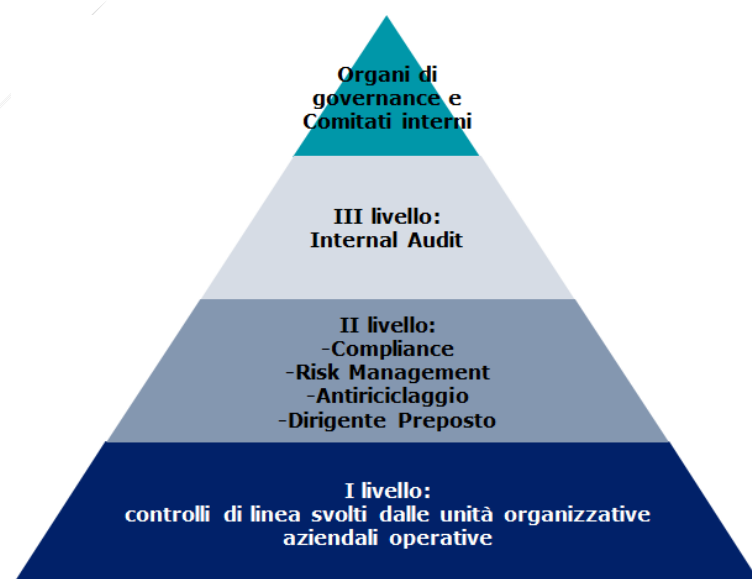 Organi di
governance e
Comitati interni
III livello:
Internal Audit
II livello:
-Compliance
-Risk Management
-Antiriciclaggio
-Dirigente Preposto
I livello:
controlli di linea svolti dalle unità organizzative
aziendali operative